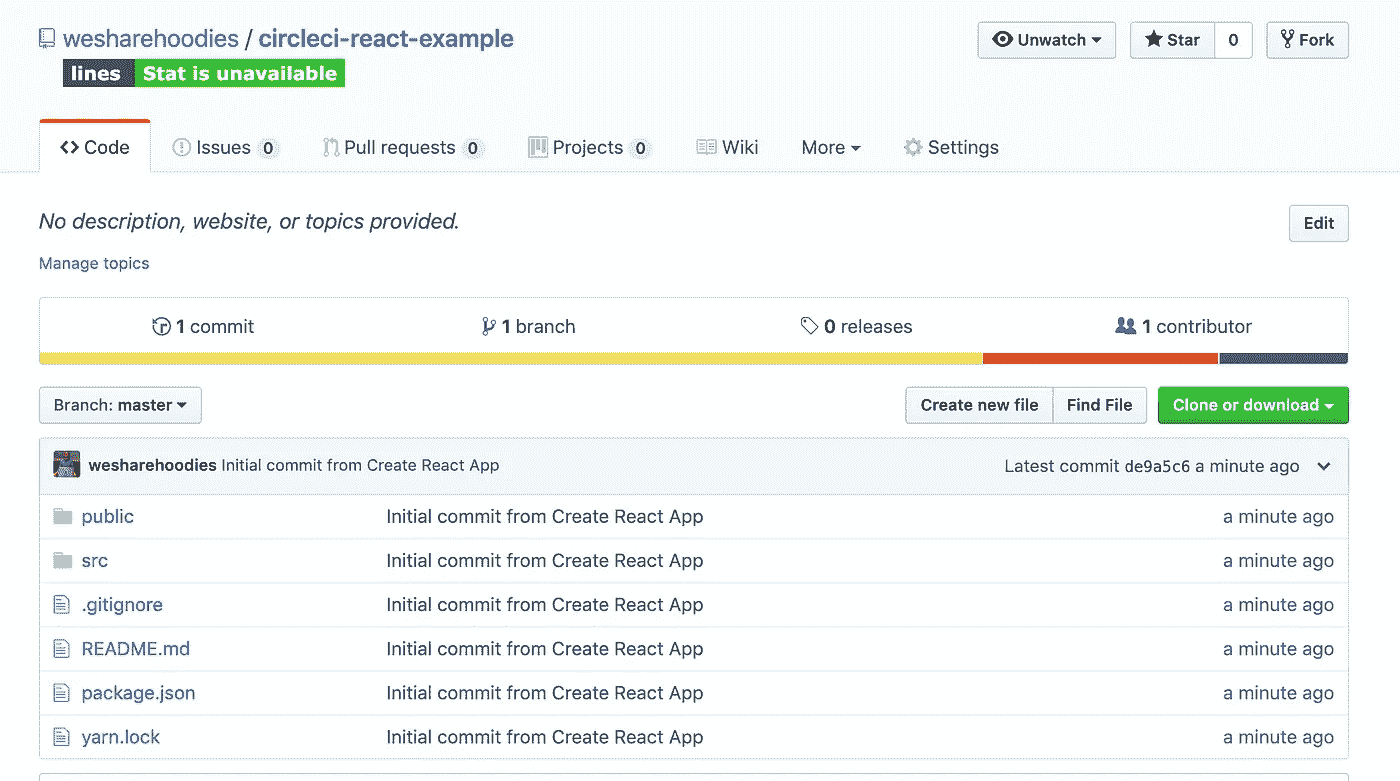 wesharehoodies / circleci-react-example
Unwatch
Star
0
Fork
lines Stat is unavailable
Code
Issues 0
Pull requests 0
Projects 0
Wiki
More
Settings
No description, website, or topics provided.
Edit
Manage topics
1 commit
1 branch
0 releases
1 contributor
Branch: master
Create new file
Find File
Clone or download
wesharehoodies Initial commit from Create React App
Latest commit de9a5c6 a minute ago
public Initial commit from Create React App a minute ago
src Initial commit from Create React App a minute ago
.gitignore Initial commit from Create React App a minute ago
README.md Initial commit from Create React App a minute ago
package.json Initial commit from Create React App a minute ago
yarn.lock Initial commit from Create React App a minute ago